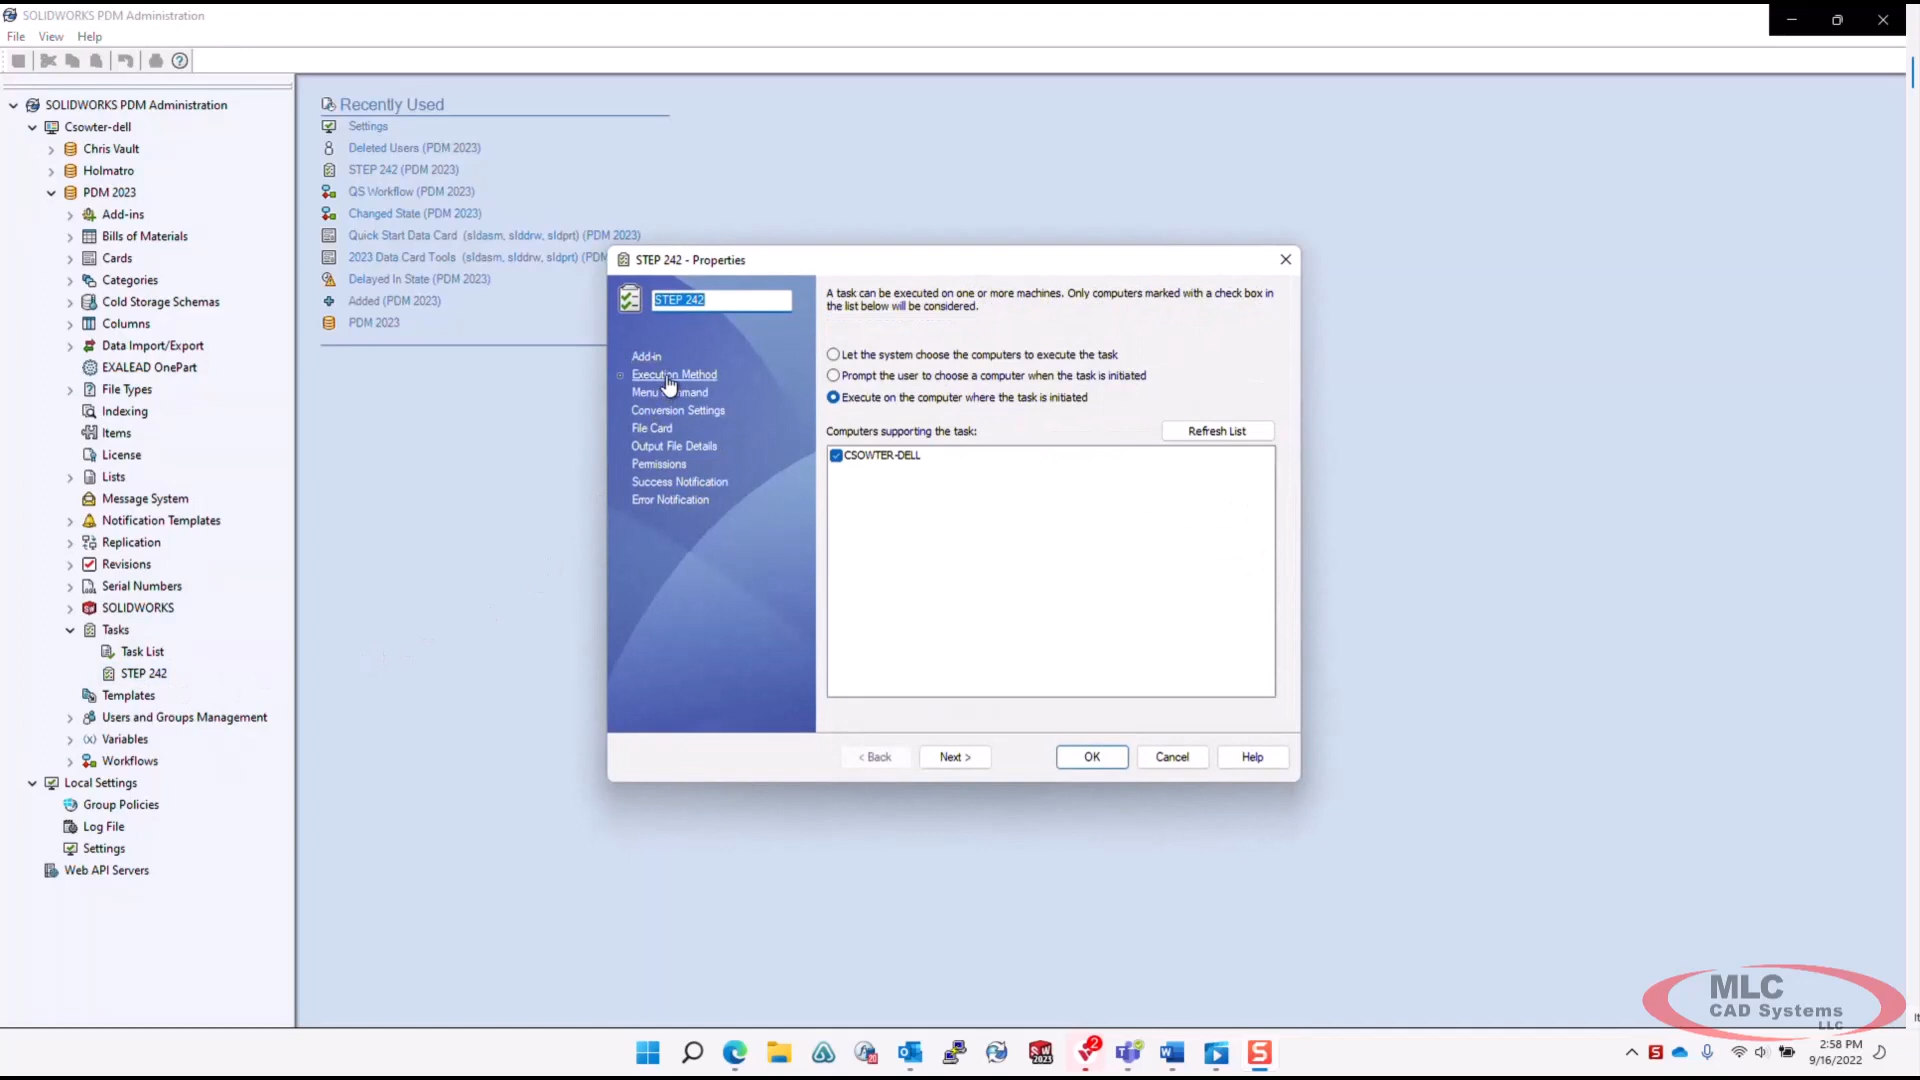 SOLIDWORKS PDM Administration
File View Help
SOLIDWORKS PDM Administration
Csowter-dell
Chris Vault
Holmatro
PDM 2023
Add-ins
Bills of Materials
Cards
Categories
Cold Storage Schemas
Columns
Data Import/Export
EXALEAD OnePart
File Types
Indexing
Items
License
Lists
Message System
Notification Templates
Replication
Revisions
Serial Numbers
SOLIDWORKS
Tasks
Task List
STEP 242
Templates
Users and Groups Management
Variables
Workflows
Local Settings
Group Policies
Log File
Settings
Web API Servers
Recently Used
Settings
Deleted Users (PDM 2023)
STEP 242 (PDM 2023)
QS Workflow (PDM 2023)
Changed State (PDM 2023)
Quick Start Data Card (sldasm, slddrw, sldprt) (PDM 2023)
2023 Data Card Tools (sldasm, slddrw, sldprt) (PDM
Delayed In State (PDM 2023)
Added (PDM 2023)
PDM 2023
STEP 242 - Properties
STEP 242
Add-in
Execution Method
Conversion Settings
File Card
Output File Details
Permissions
Success Notification
Error Notification
A task can be executed on one or more machines. Only computers marked with a check box in
the list below will be considered.
Let the system choose the computers to execute the task
Prompt the user to choose a computer when the task is initiated
Execute on the computer where the task is initiated
Computers supporting the task:
Refresh List
CSOWTER-DELL
< Back
Next >
OK
Cancel
Help
MLC
CAD Systems
LLC
2:58 PM
9/16/2022